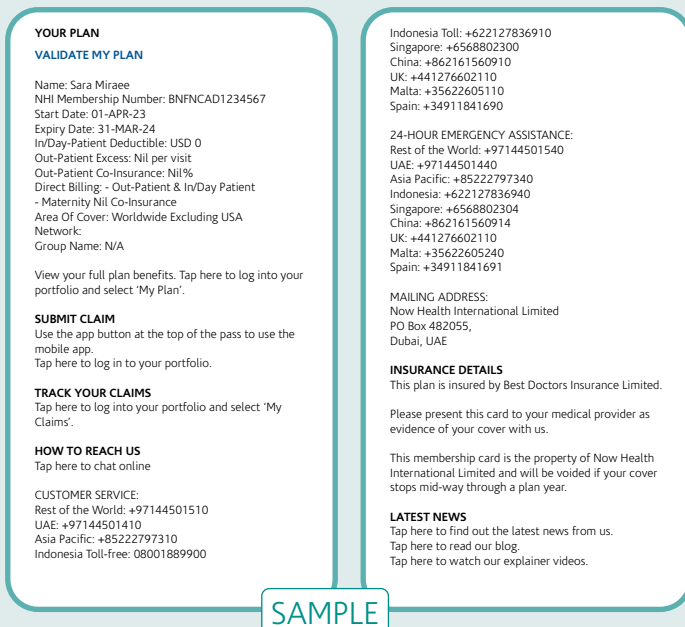 YOUR PLAN
VALIDATE MY PLAN
Name: Sara Miraee
NHI Membership Number: BNFNCAD1234567
Start Date: 01-APR-23
Expiry Date: 31-MAR-24
In/Day-Patient Deductible: USD 0
Out-Patient Excess: Nil per visit
Out-Patient Co-Insurance: Nil%
Direct Billing: - Out-Patient & In/Day Patient
- Maternity Nil Co-Insurance
Area Of Cover: Worldwide Excluding USA
Network:
Group Name: N/A
View your full plan benefits. Tap here to log into your
portfolio and select ‘My Plan’.
SUBMIT CLAIM
Use the app button at the top of the pass to use the
mobile app.
Tap here to log in to your portfolio.
TRACK YOUR CLAIMS
Tap here to log into your portfolio and select ‘My
Claims’.
HOW TO REACH US
Tap here to chat online
CUSTOMER SERVICE:
Rest of the World: +97144501510
UAE: +97144501410
Asia Pacific: +85222797310
Indonesia Toll-free: 08001889900
Indonesia Toll: +622127836910
Singapore: +6568802300
China: +862161560910
UK: +441276602110
Malta: +35622605110
Spain: +34911841690
24-HOUR EMERGENCY ASSISTANCE:
Rest of the World: +97144501540
UAE: +97144501440
Asia Pacific: +85222797340
Indonesia: +622127836940
Singapore: +6568802304
China: +862161560914
UK: +441276602110
Malta: +35622605240
Spain: +34911841691
MAILING ADDRESS:
Now Health International Limited
PO Box 482055,
Dubai, UAE
INSURANCE DETAILS
This plan is insured by Best Doctors Insurance Limited.
Please present this card to your medical provider as
evidence of your cover with us.
This membership card is the property of Now Health
International Limited and will be voided if your cover
stops mid-way through a plan year.
LATEST NEWS
Tap here to find out the latest news from us.
Tap here to read our blog.
Tap here to watch our explainer videos.
SAMPLE